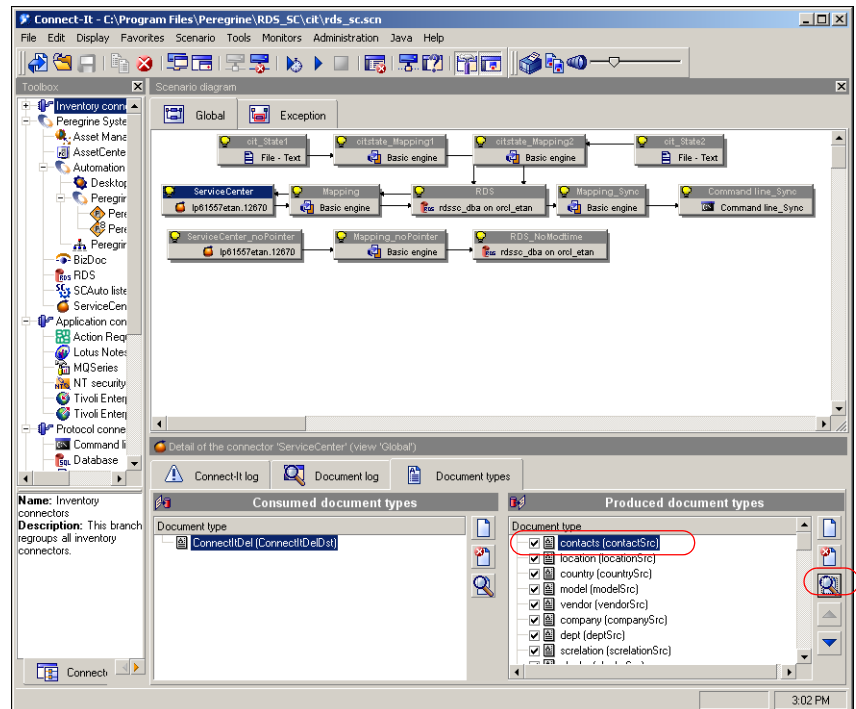 Connect-It - C:\Program Files\Peregrine\RDS_SC\cit\rds_sc.scn
File Edit Display Favorites Scenario Tools Monitors Administration Java Help
Toolbox
Inventory conne
Peregrine Syste
Asset Mana
AssetCente
Automation
Desktop
Peregrir
Pere
Pere
Peregrir
BizDoc
RDS
SCAuto liste
ServiceCen
Application con
Action Requ
Lotus Notes
MQSeries
NT security
Tivoli Enterp
Tivoli Enterp
Protocol conne
Command li
Database
Name: Inventory
connectors
Description: This branch
regroups all inventory
connectors.
Connecto
Scenario diagram
Global Exception
cit_State1 citstate_Mapping1 citstate_Mapping2 cit_State2
File - Text Basic engine Basic engine File - Text
ServiceCenter Mapping RDS Mapping_Sync Command line_Sync
lp61557etan.12670 Basic engine rdssc_dba on orcl_etan Basic engine Command line_Sync
ServiceCenter_noPointer Mapping_noPointer RDS_NoModtime
lp61557etan.12670 Basic engine rdssc_dba on orcl_etan
Detail of the connector 'ServiceCenter' (view 'Global')
Connect-It log Document log Document types
Consumed document types
Document type
ConnectItDel (ConnectItDelDst)
Produced document types
Document type
contacts (contactSrc)
location (locationSrc)
country (countrySrc)
model (modelSrc)
vendor (vendorSrc)
company (companySrc)
dept (deptSrc)
screlation (screlationSrc)
3:02 PM